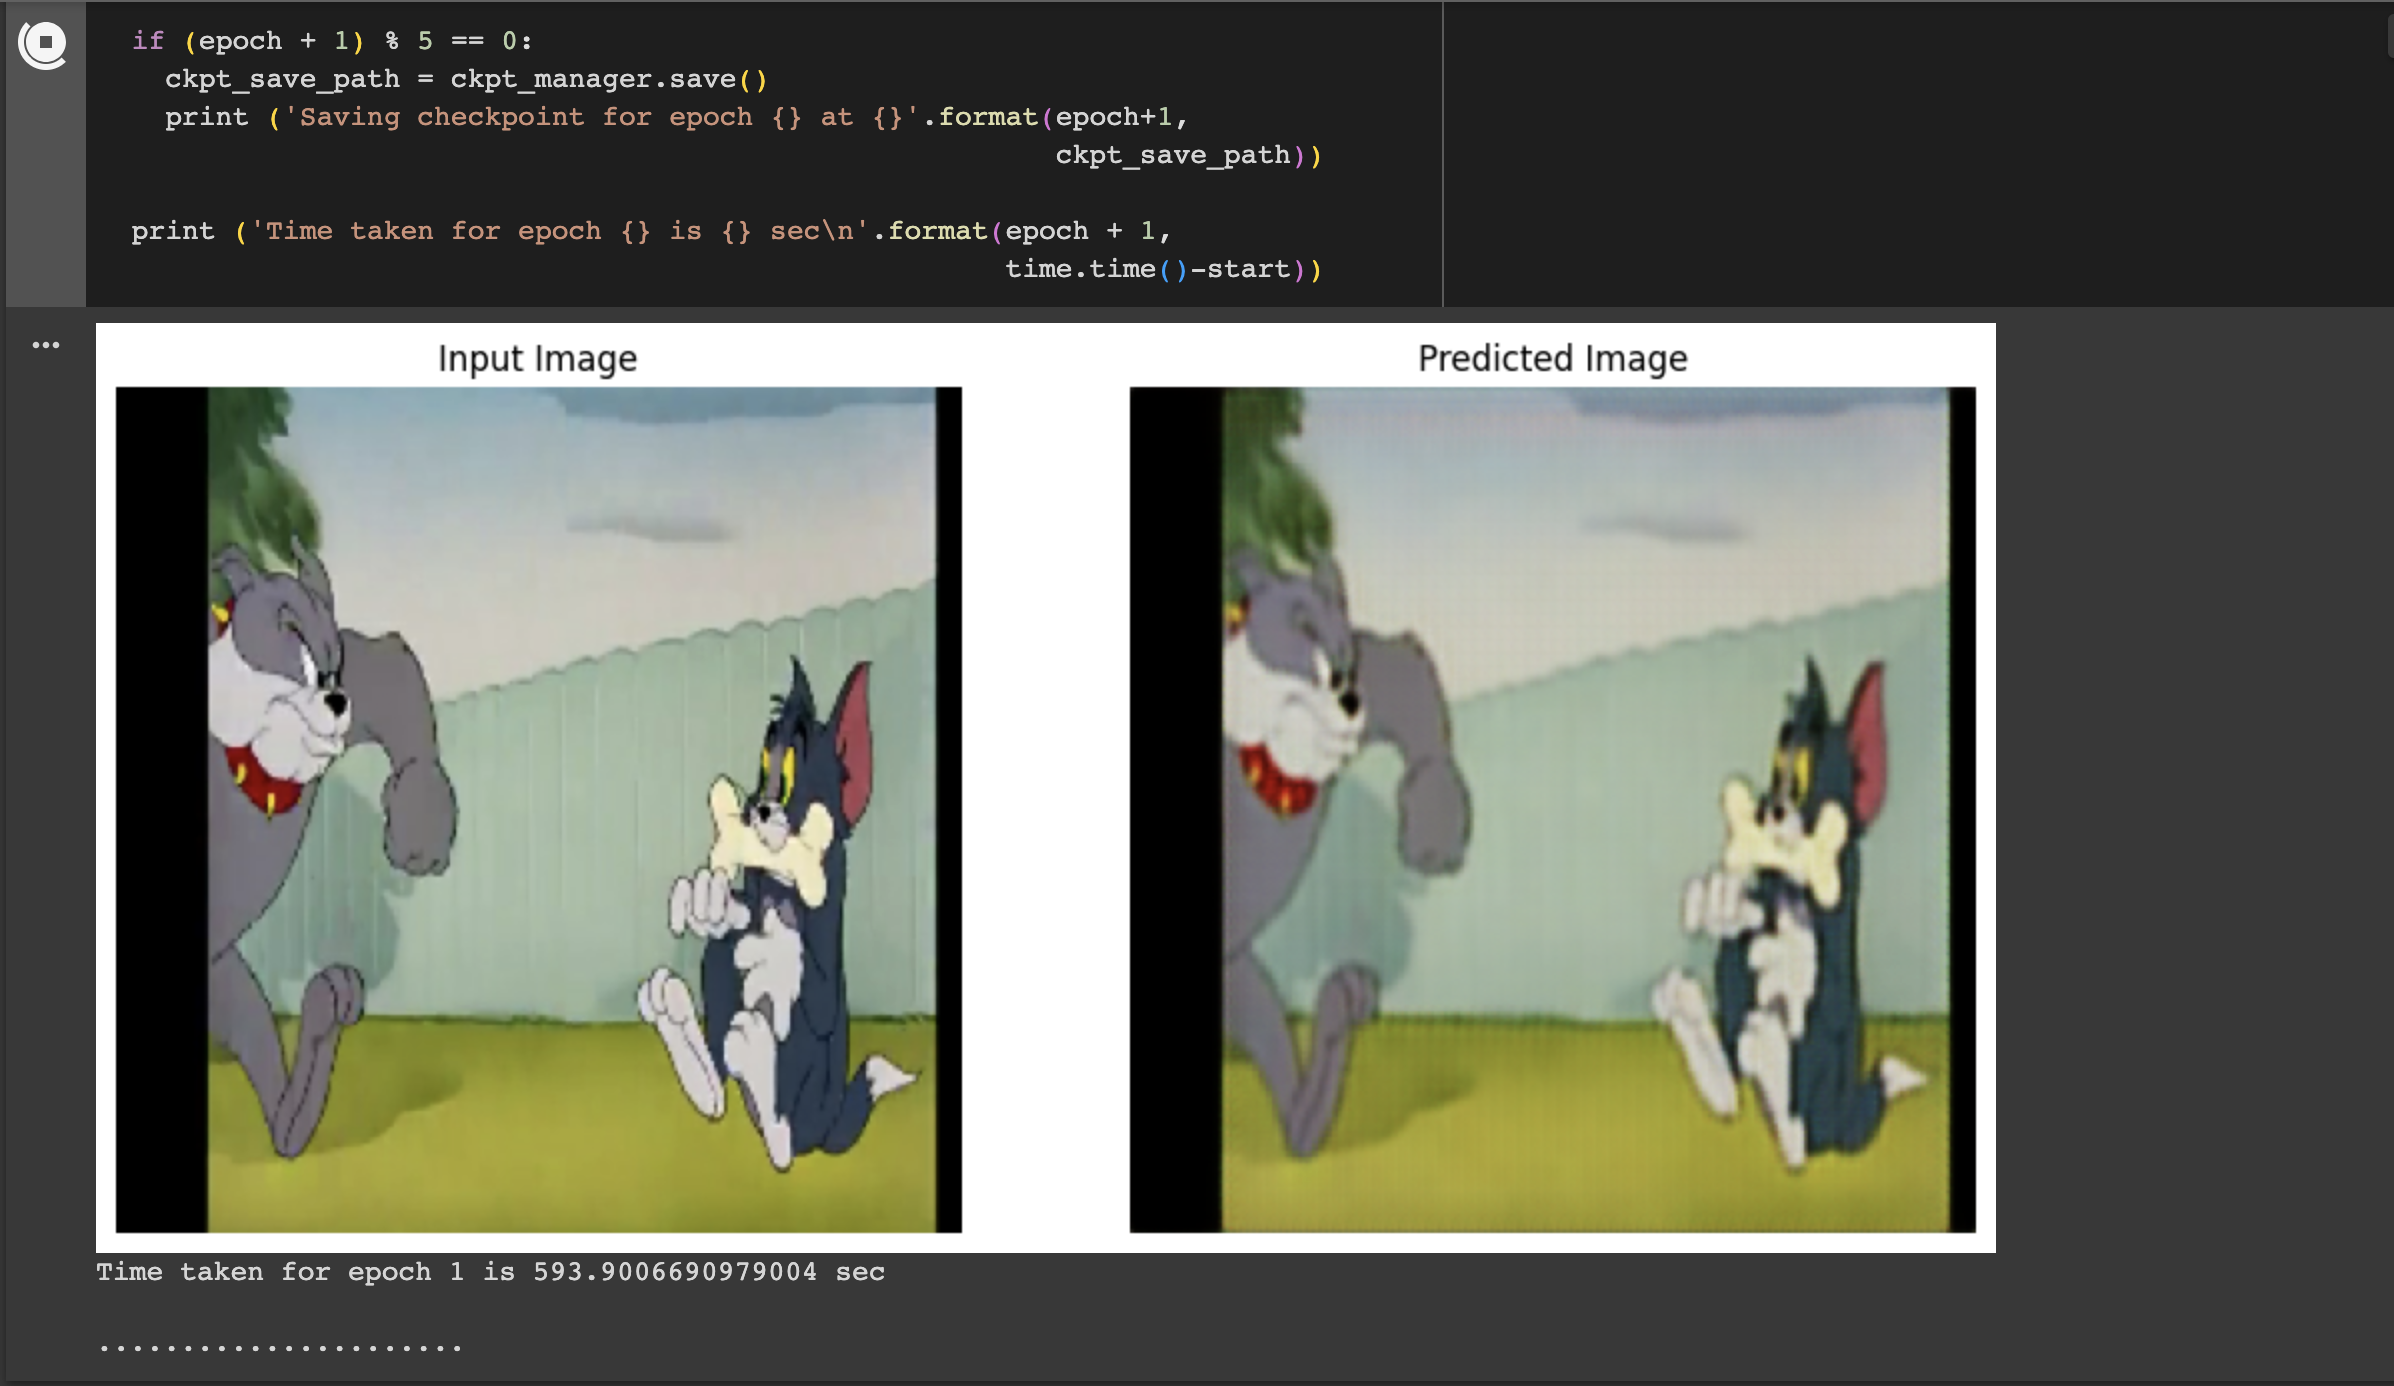 if (epoch + 1) % 5 == 0:
ckpt_save_path = ckpt_manager.save()
print ('Saving checkpoint for epoch {} at {}'.format(epoch+1,
ckpt_save_path))
print ('Time taken for epoch {} is {} sec\n'.format(epoch + 1,
time.time()-start))
Input Image
Predicted Image
Time taken for epoch 1 is 593.9006690979004 sec
......................